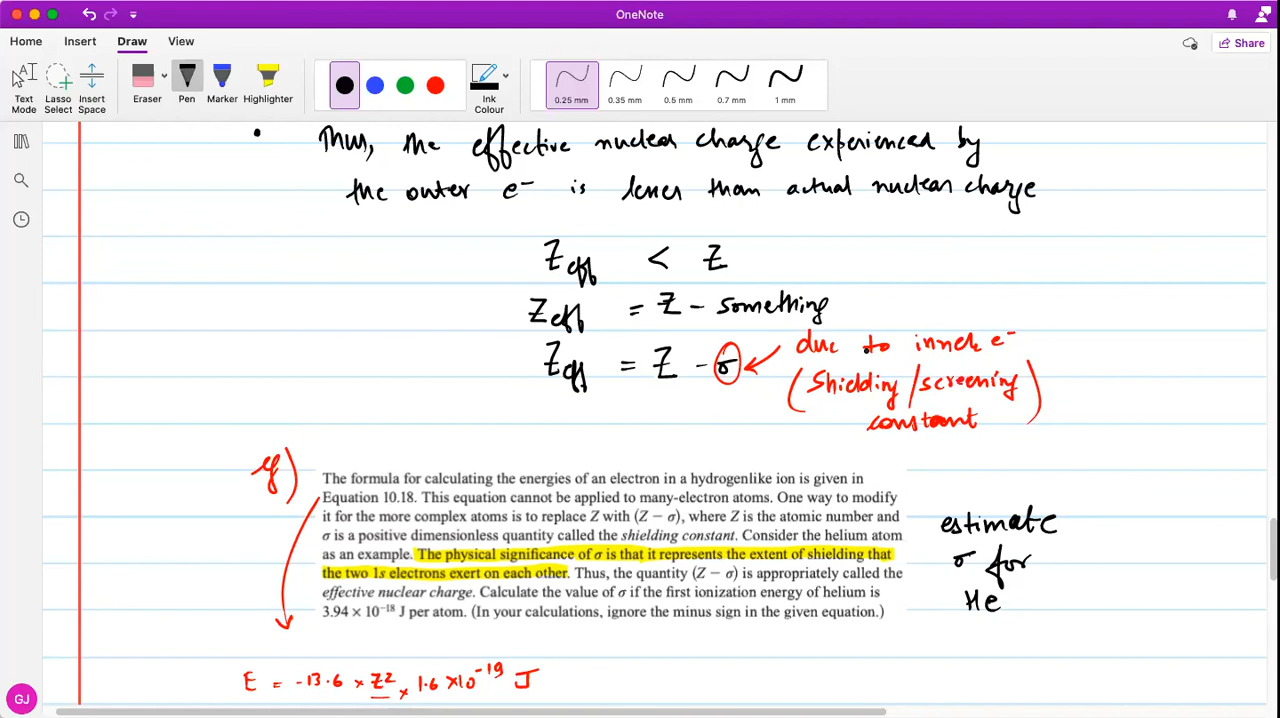 OneNote
Home Insert Draw View
Share
Text Mode
Lasso Select
Insert Space
Eraser
Pen
Marker
Highlighter
0.25 mm
0.35 mm
0.5 mm
0.7 mm
1 mm
Ink Colour
Thus, the effective nuclear charge experienced by
the outer e⁻ is lesser than actual nuclear charge
Zeff < Z
Zeff = Z - something
Zeff = Z - σ
due to inner e⁻
(Shielding/screening
constant)
eg)
The formula for calculating the energies of an electron in a hydrogenlike ion is given in
Equation 10.18. This equation cannot be applied to many-electron atoms. One way to modify
it for the more complex atoms is to replace Z with (Z − σ), where Z is the atomic number and
σ is a positive dimensionless quantity called the shielding constant. Consider the helium atom
as an example. The physical significance of σ is that it represents the extent of shielding that
the two 1s electrons exert on each other. Thus, the quantity (Z − σ) is appropriately called the
effective nuclear charge. Calculate the value of σ if the first ionization energy of helium is
3.94 × 10⁻¹⁸ J per atom. (In your calculations, ignore the minus sign in the given equation.)
estimate
σ for
He
E = -13.6 × Z² × 1.6 × 10⁻¹⁹ J
GJ